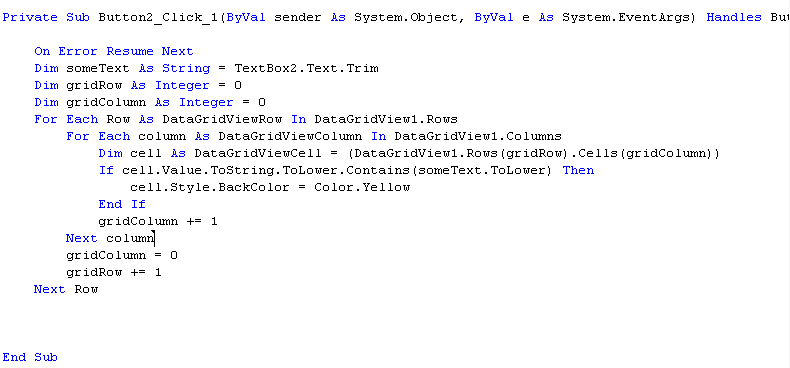 Private Sub Button2_Click_1(ByVal sender As System.Object, ByVal e As System.EventArgs) Handles But
On Error Resume Next
Dim someText As String = TextBox2.Text.Trim
Dim gridRow As Integer = 0
Dim gridColumn As Integer = 0
For Each Row As DataGridViewRow In DataGridView1.Rows
For Each column As DataGridViewColumn In DataGridView1.Columns
Dim cell As DataGridViewCell = (DataGridView1.Rows(gridRow).Cells(gridColumn))
If cell.Value.ToString.ToLower.Contains(someText.ToLower) Then
cell.Style.BackColor = Color.Yellow
End If
gridColumn += 1
Next column
gridColumn = 0
gridRow += 1
Next Row
End Sub